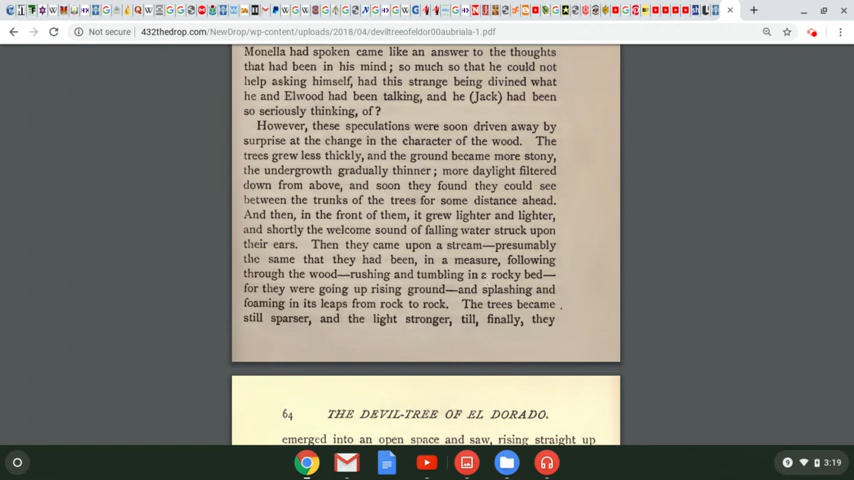 Not secure | 432thedrop.com/NewDrop/wp-content/uploads/2018/04/deviltreeofeldor00aubriala-1.pdf
Monella had spoken came like an answer to the thoughts
that had been in his mind ; so much so that he could not
help asking himself, had this strange being divined what
he and Elwood had been talking, and he (Jack) had been
so seriously thinking, of ?
However, these speculations were soon driven away by
surprise at the change in the character of the wood. The
trees grew less thickly, and the ground became more stony,
the undergrowth gradually thinner ; more daylight filtered
down from above, and soon they found they could see
between the trunks of the trees for some distance ahead.
And then, in the front of them, it grew lighter and lighter,
and shortly the welcome sound of falling water struck upon
their ears. Then they came upon a stream—presumably
the same that they had been, in a measure, following
through the wood—rushing and tumbling in a rocky bed—
for they were going up rising ground—and splashing and
foaming in its leaps from rock to rock. The trees became
still sparser, and the light stronger, till, finally, they
64 THE DEVIL-TREE OF EL DORADO.
emerged into an open space and saw, rising straight up
9 3:19